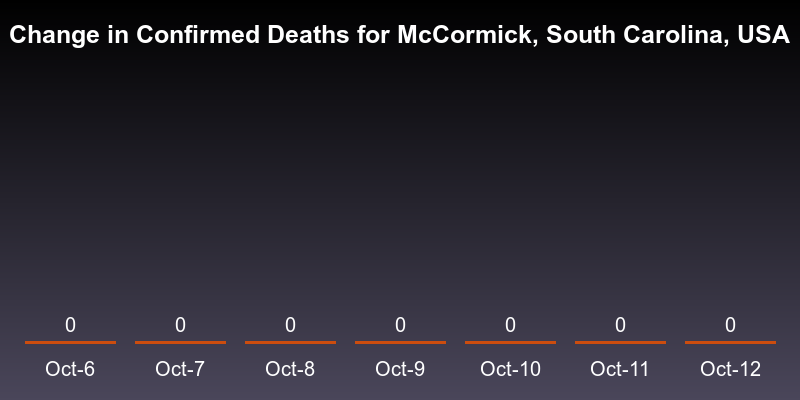 Change in Confirmed Deaths for McCormick, South Carolina, USA
0 0 0 0 0 0 0
Oct-6 Oct-7 Oct-8 Oct-9 Oct-10 Oct-11 Oct-12